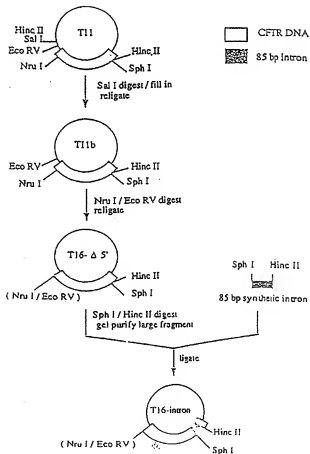 Hinc II
Sal I
Eco RV
Nru I
T11
Hinc II
Sph I
CFTR DNA
85 bp intron
Sal I digest / fill in
religate
Eco RV
Nru I
T11b
Hinc II
Sph I
Nru I / Eco RV digest
religate
T16- Δ 5'
Hinc II
Sph I
( Nru I / Eco RV )
Sph I Hinc II
85 bp synthetic intron
Sph I / Hinc II digest
gel purify large fragment
ligate
T16-intron
Hinc II
Sph I
(Nru I / Eco RV )